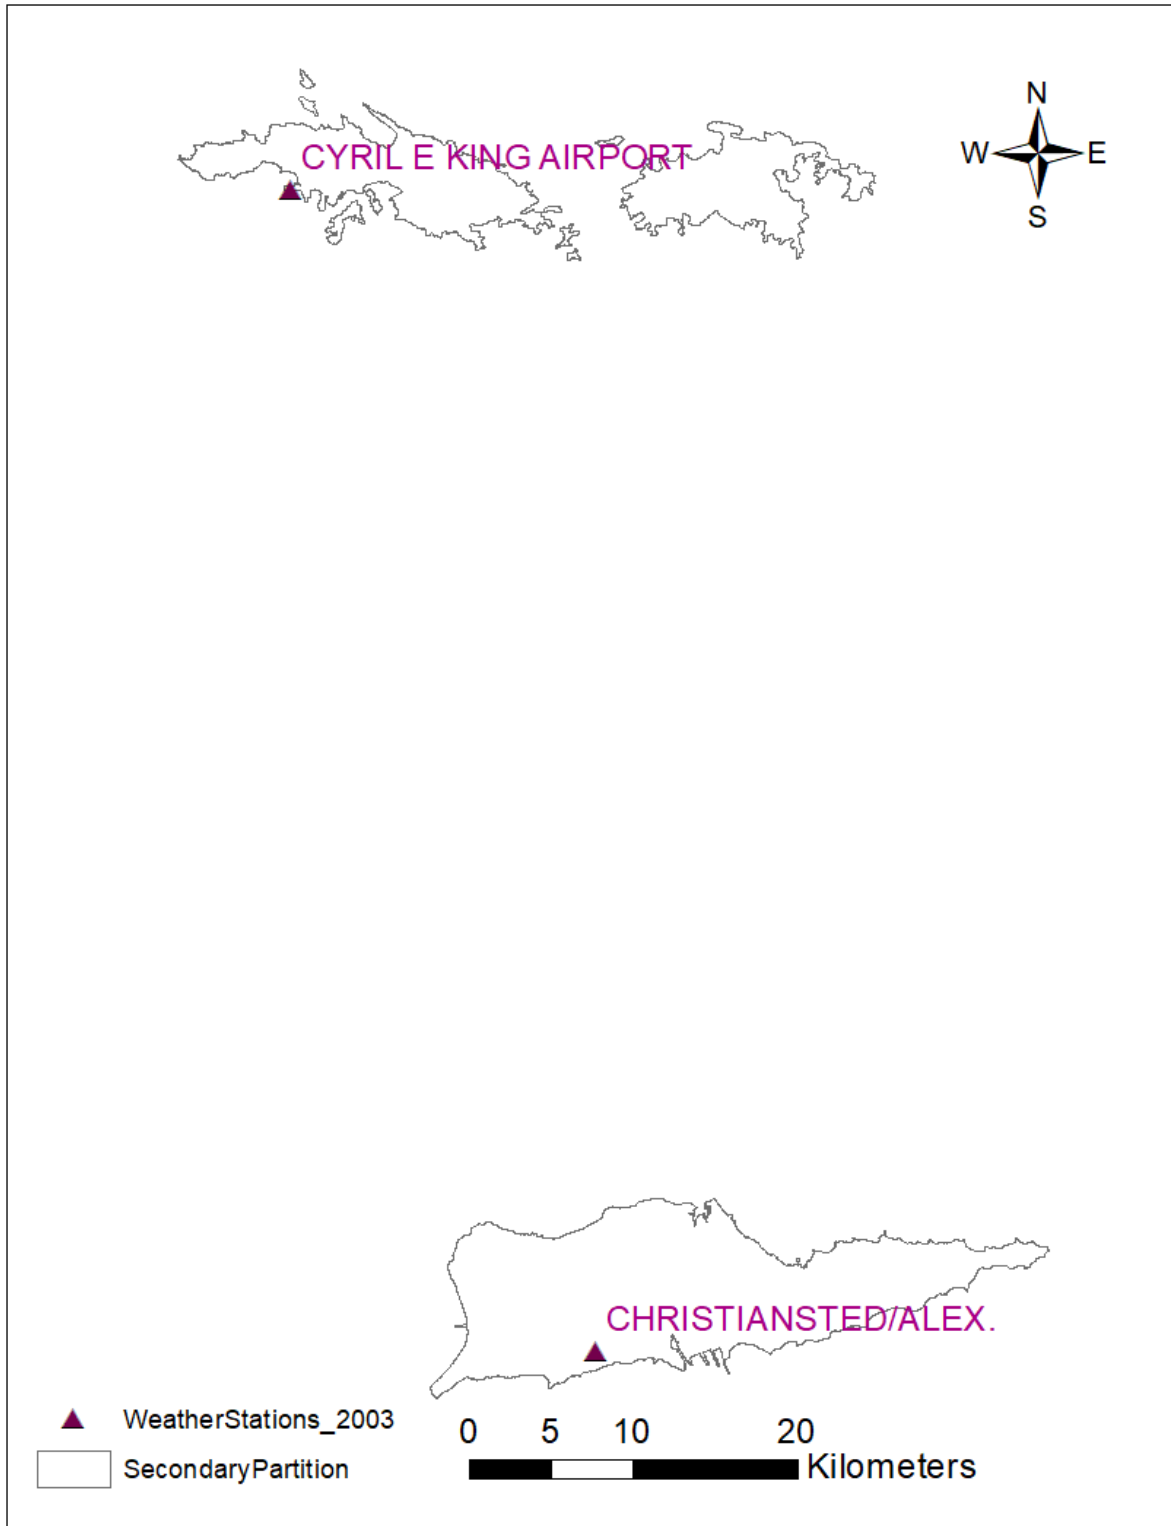 N
W E
S
CYRIL E KING AIRPORT
CHRISTIANSTED/ALEX.
WeatherStations_2003
SecondaryPartition
0 5 10 20
Kilometers